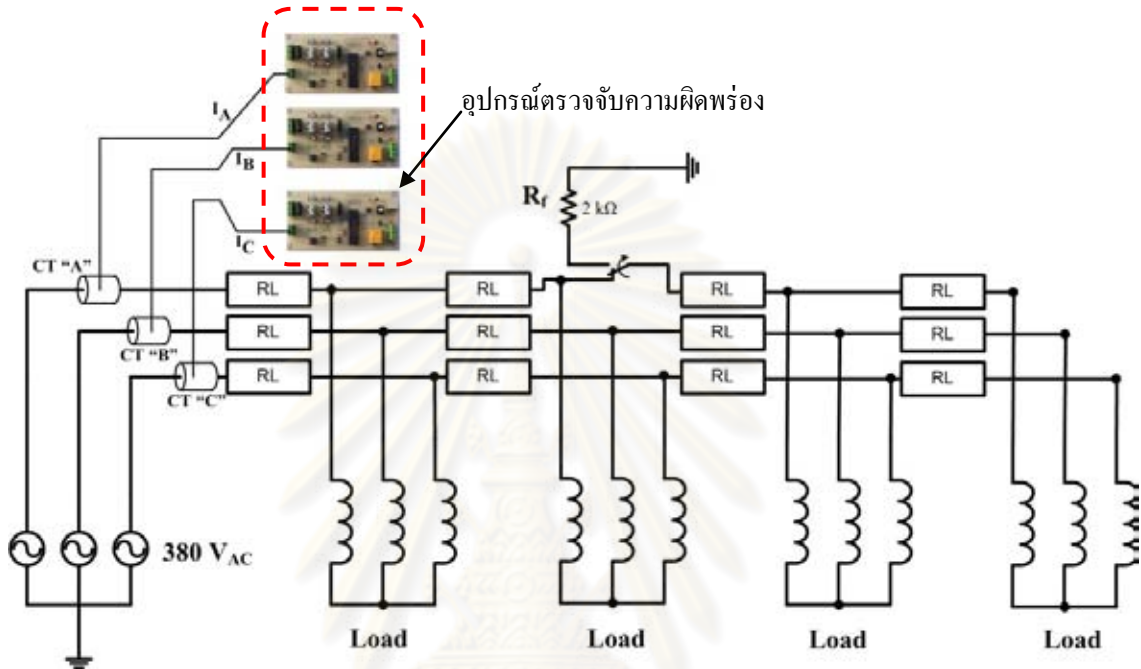 I_A
อุปกรณ์ตรวจจับความผิดพร่อง
I_B
R_f
2 kΩ
I_C
CT “A”
RL RL RL RL
CT “B”
RL RL RL RL
CT “C”
RL RL RL RL
380 V_AC
Load Load Load Load